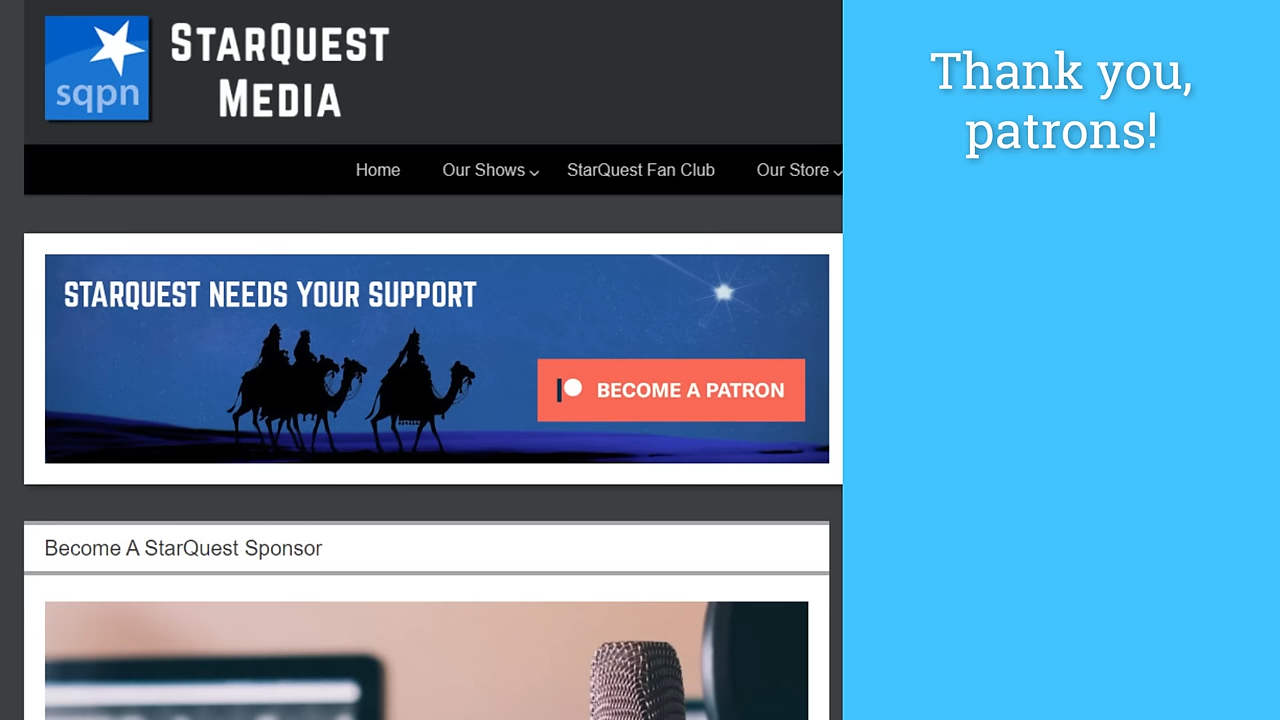 sqpn
StarQuest
Media
Home Our Shows StarQuest Fan Club Our Store
STARQUEST NEEDS YOUR SUPPORT
BECOME A PATRON
Become A StarQuest Sponsor
Thank you,
patrons!